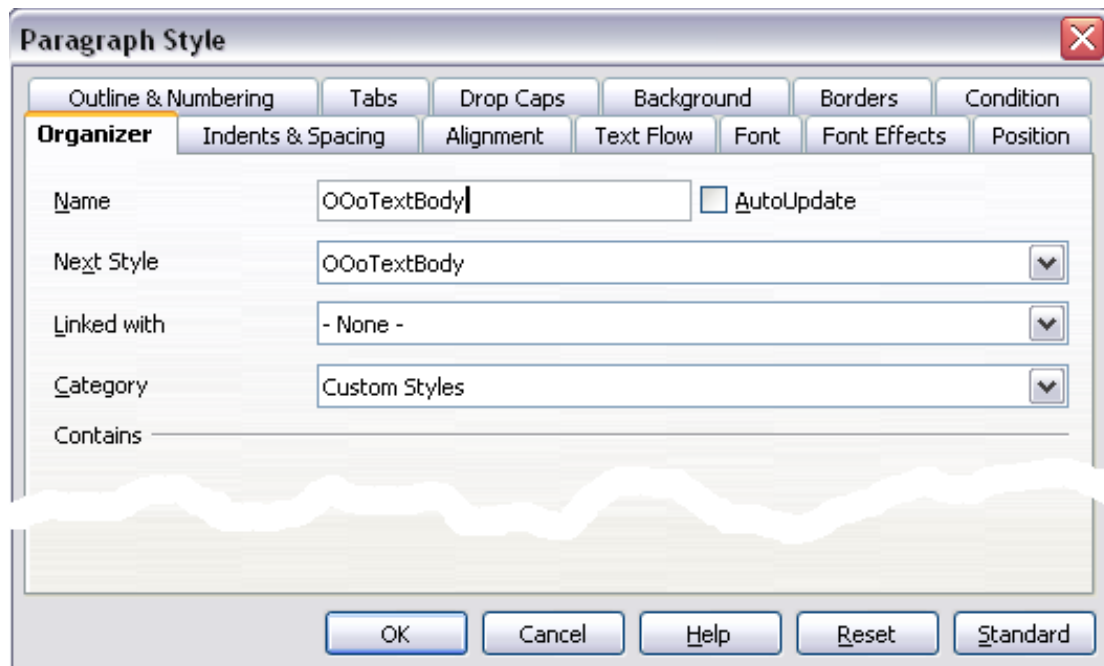 Paragraph Style
Outline & Numbering Tabs Drop Caps Background Borders Condition
Organizer Indents & Spacing Alignment Text Flow Font Font Effects Position
Name OOoTextBody AutoUpdate
Next Style OOoTextBody
Linked with - None -
Category Custom Styles
Contains
OK Cancel Help Reset Standard